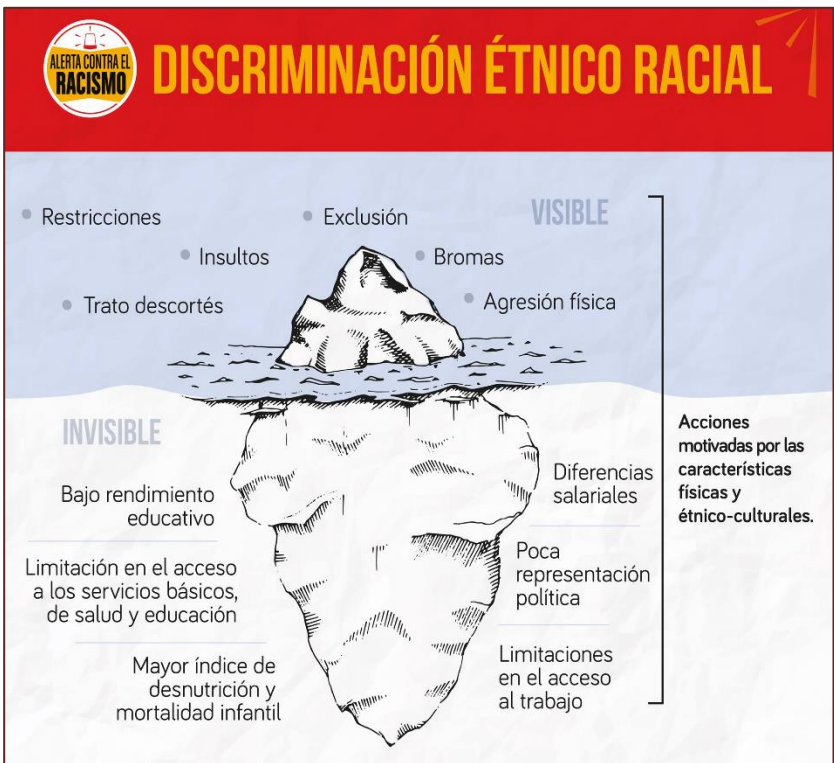 ALERTA CONTRA EL
RACISMO
DISCRIMINACIÓN ÉTNICO RACIAL
VISIBLE
Restricciones
Exclusión
Insultos
Bromas
Trato descortés
Agresión física
INVISIBLE
Bajo rendimiento
educativo
Limitación en el acceso
a los servicios básicos,
de salud y educación
Mayor índice de
desnutrición y
mortalidad infantil
Diferencias
salariales
Poca
representación
política
Limitaciones
en el acceso
al trabajo
Acciones
motivadas por las
características
físicas y
étnico-culturales.